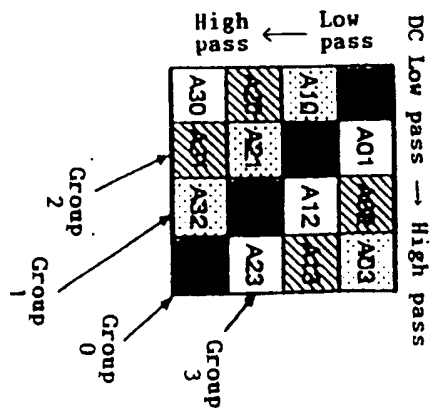 DC Low pass → High pass
Low
pass
High
pass
A01 A03
A10 A12
A21 A23
A30 A32
Group
3
Group
2
Group
1
Group
0